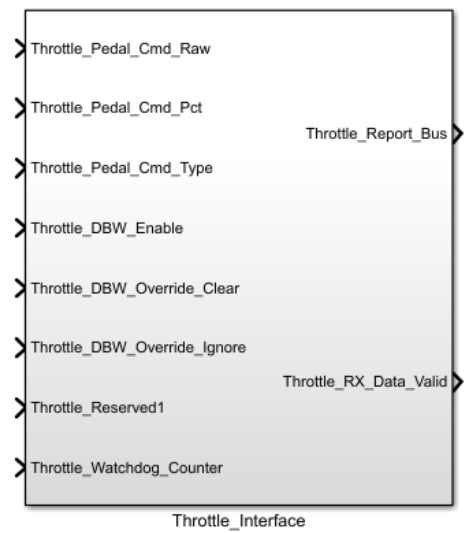 Throttle_Pedal_Cmd_Raw
Throttle_Pedal_Cmd_Pct
Throttle_Report_Bus
Throttle_Pedal_Cmd_Type
Throttle_DBW_Enable
Throttle_DBW_Override_Clear
Throttle_DBW_Override_Ignore
Throttle_RX_Data_Valid
Throttle_Reserved1
Throttle_Watchdog_Counter
Throttle_Interface